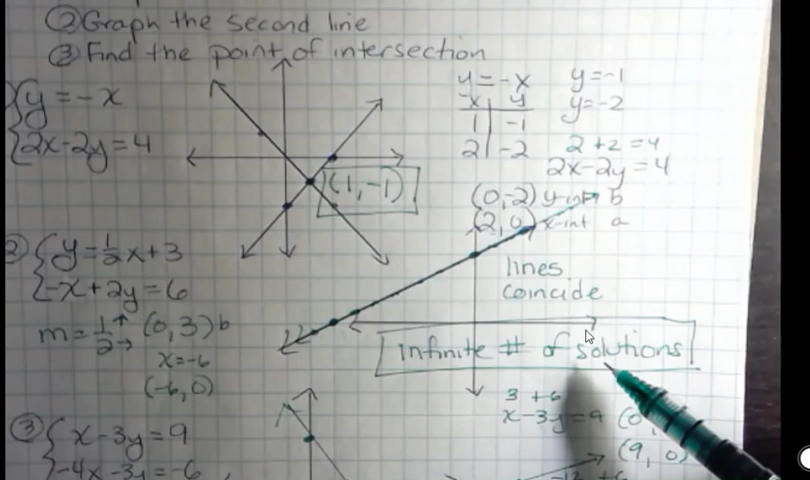 ② Graph the second line
③ Find the point of intersection
y = -x
2x-2y=4
(1,-1)
y=-x
x | y
1 | -1
2 | -2
y=-1
y=-2
2+2=4
2x-2y=4
(0,-2) y-int b
(2,0) x-int a
② y=½x+3
-x+2y=6
m=½ (0,3) b
x=-6
(-6,0)
lines
coincide
Infinite # of solutions
③ x-3y=9
-4x-3y=-6
3+6
x-3y=9 (0,
(9,0)